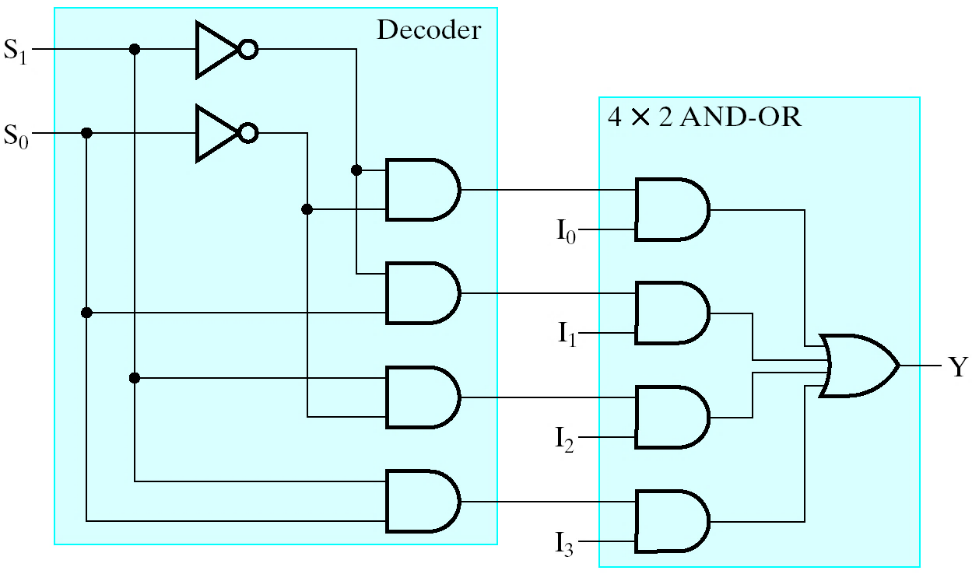 Decoder
S₁
S₀
4 × 2 AND-OR
I₀
I₁
Y
I₂
I₃